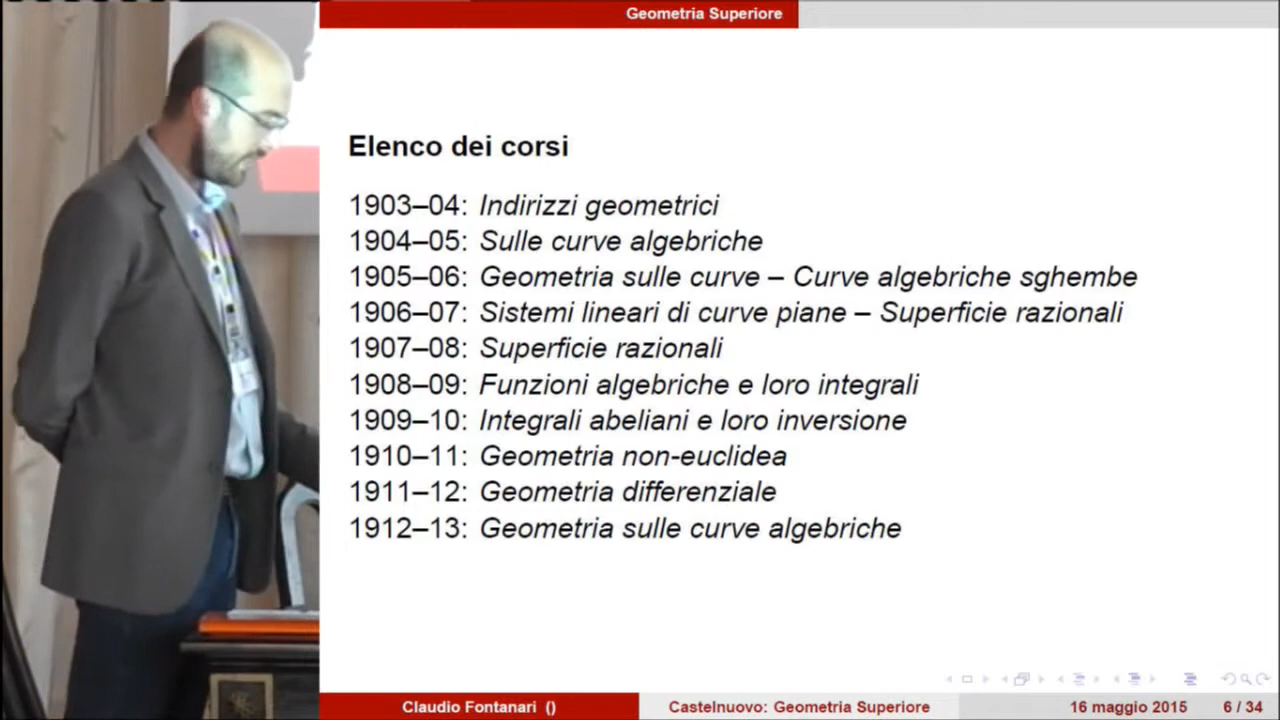 Geometria Superiore
Elenco dei corsi
1903–04: Indirizzi geometrici
1904–05: Sulle curve algebriche
1905–06: Geometria sulle curve – Curve algebriche sghembe
1906–07: Sistemi lineari di curve piane – Superficie razionali
1907–08: Superficie razionali
1908–09: Funzioni algebriche e loro integrali
1909–10: Integrali abeliani e loro inversione
1910–11: Geometria non-euclidea
1911–12: Geometria differenziale
1912–13: Geometria sulle curve algebriche
Claudio Fontanari ()
Castelnuovo: Geometria Superiore
16 maggio 2015
6 / 34